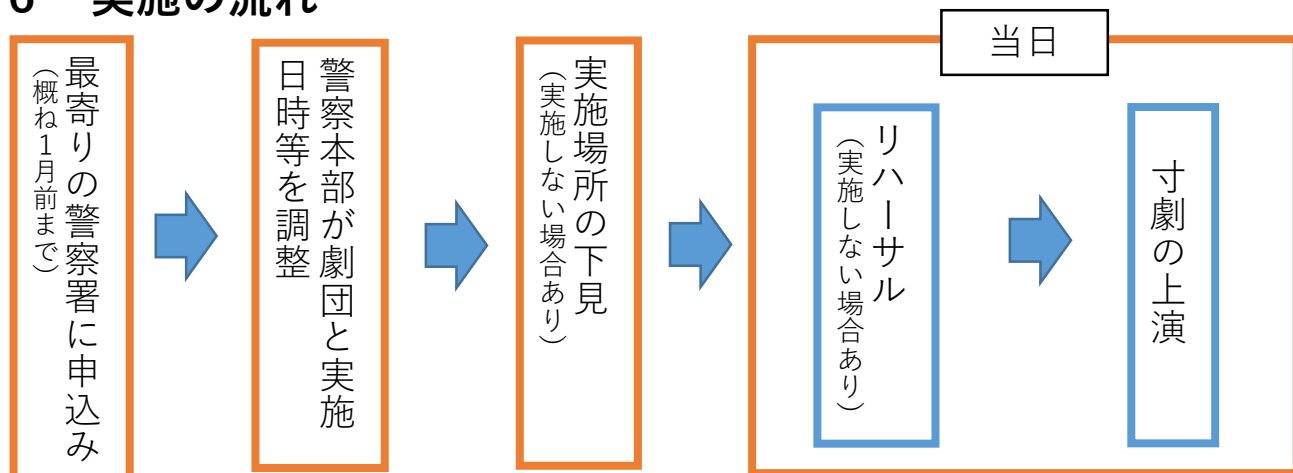 6 実施の流れ
最寄りの警察署に申込み
（概ね１月前まで）
警察本部が劇団と実施
日時等を調整
実施場所の下見
（実施しない場合あり）
当日
リハーサル
（実施しない場合あり）
寸劇の上演